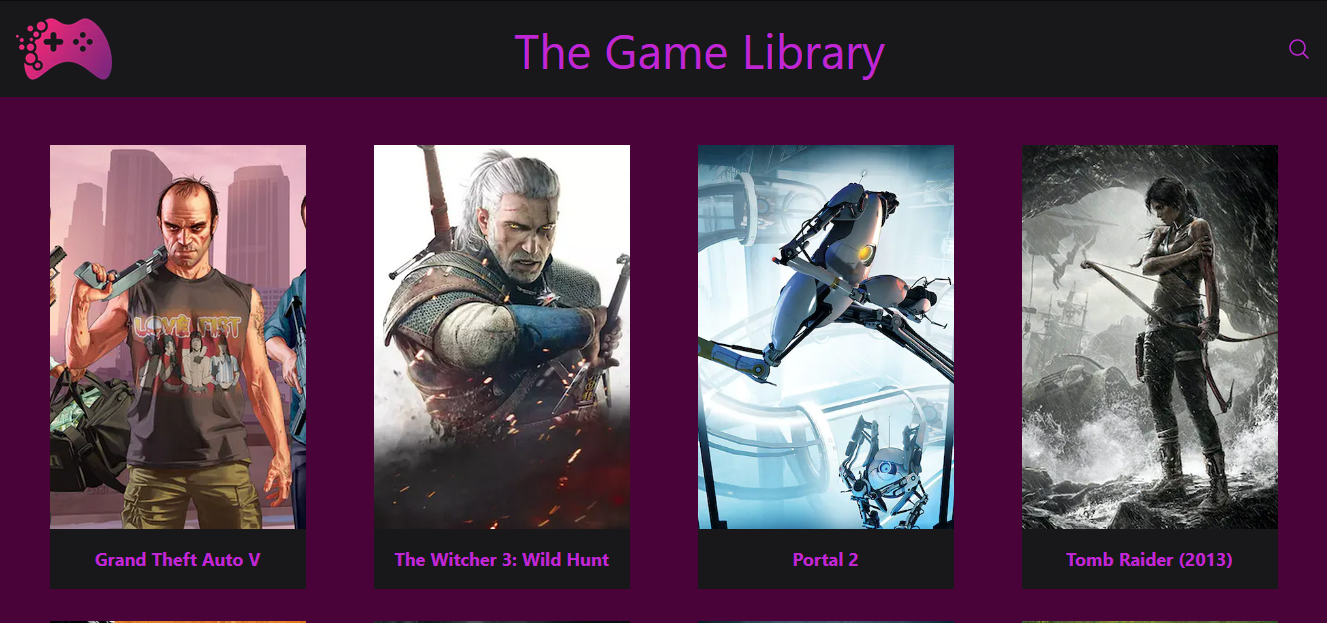 The Game Library
LOVE FIST
Grand Theft Auto V
The Witcher 3: Wild Hunt
Portal 2
Tomb Raider (2013)